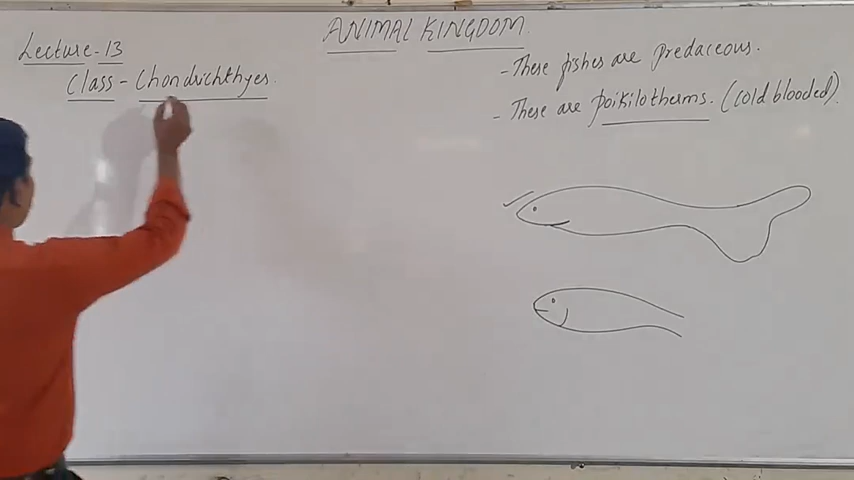 ANIMAL KINGDOM
Lecture-13
Class - Chondrichthyes.
- These fishes are predaceous.
- These are poikilotherms. (cold blooded)